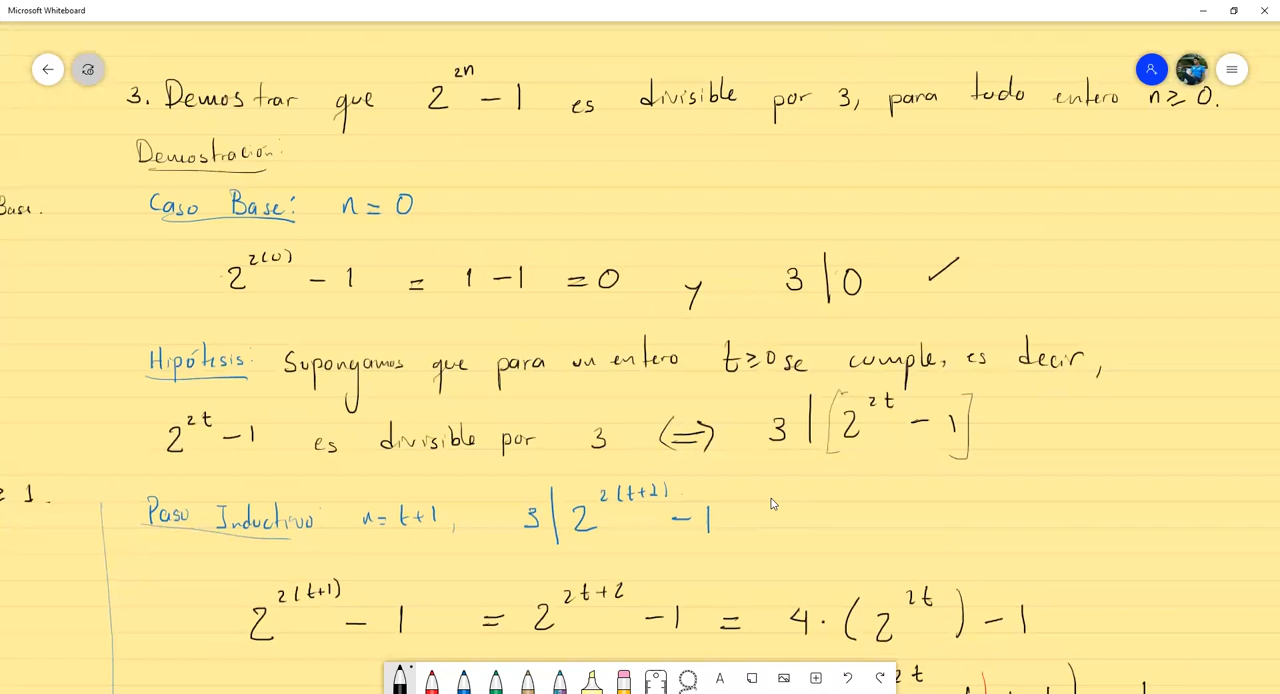 Microsoft Whiteboard
3. Demostrar que 2^{2n} - 1 es divisible por 3, para todo entero n ≥ 0.
Demostración:
Base.
Caso Base: n = 0
2^{2(0)} - 1 = 1 - 1 = 0 y 3 | 0 ✓
Hipótesis: Supongamos que para un entero t ≥ 0 se cumple, es decir,
2^{2t} - 1 es divisible por 3 ⟺ 3 | [2^{2t} - 1]
1.
Paso Inductivo: n = t+1, 3 | 2^{2(t+2)} - 1
2^{2(t+1)} - 1 = 2^{2t+2} - 1 = 4 · (2^{2t}) - 1
A
2t